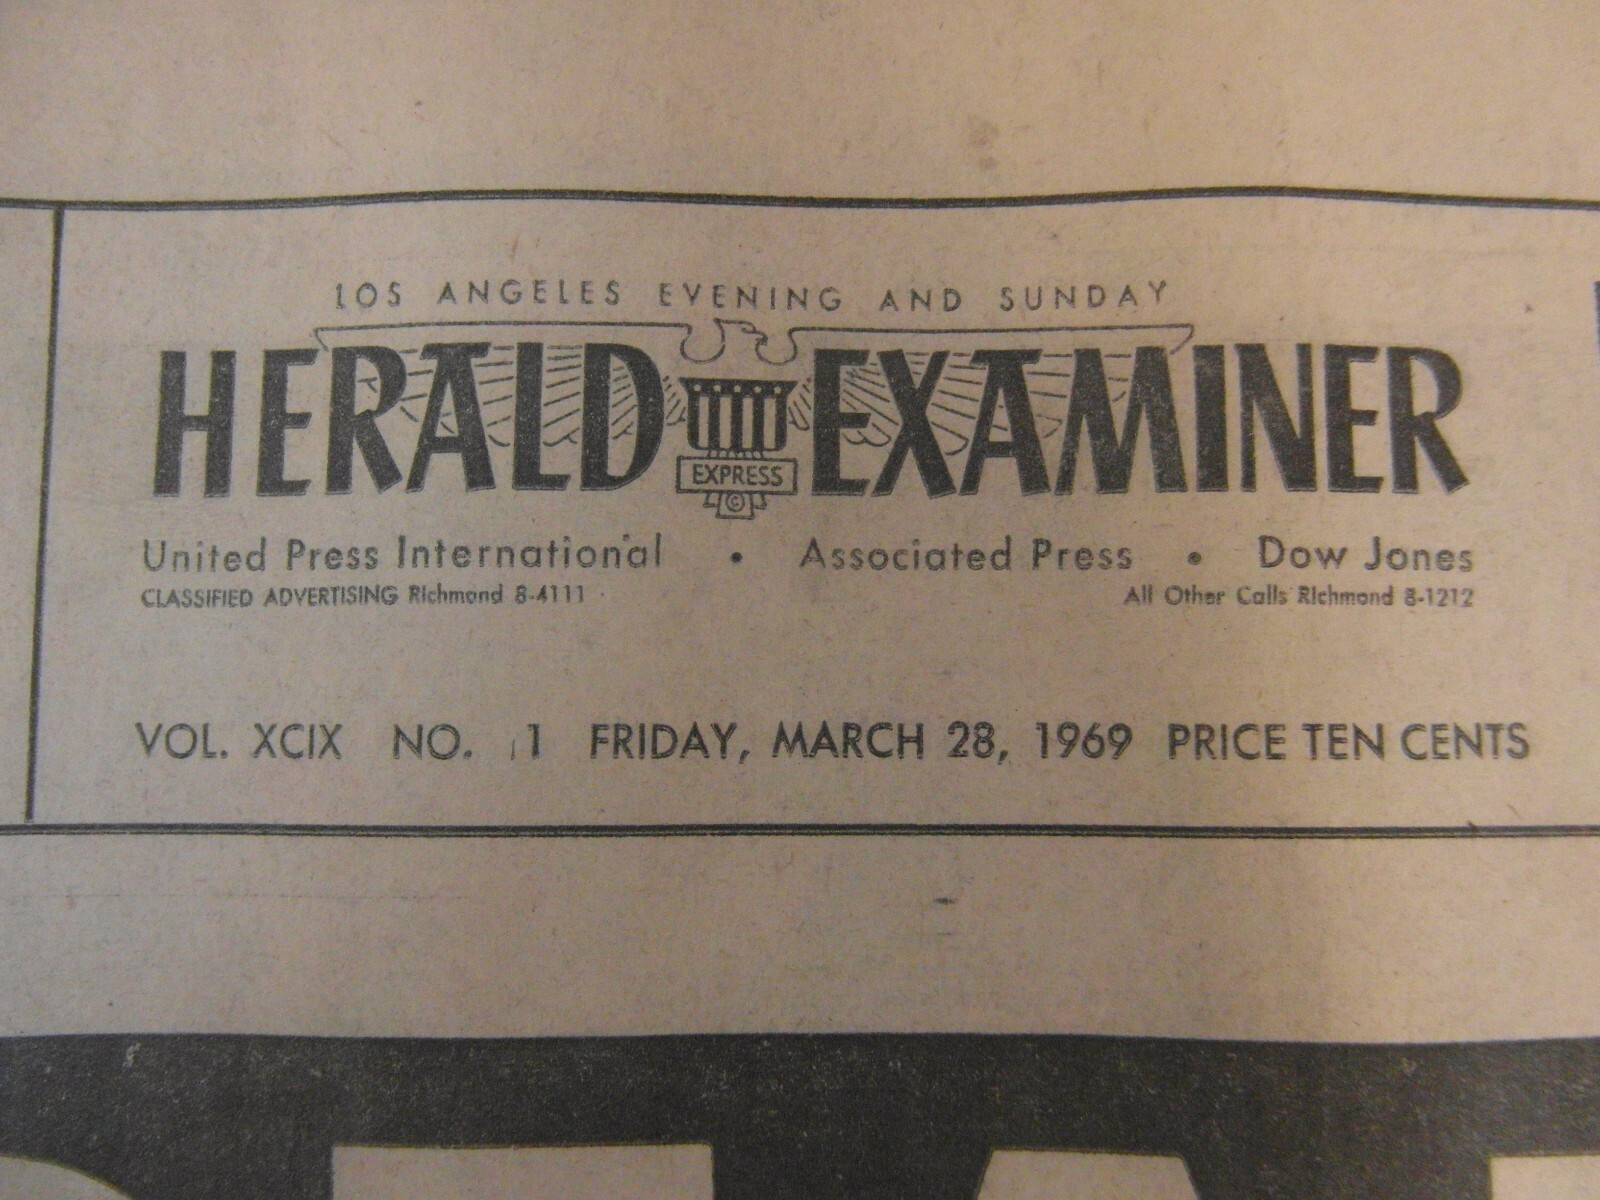 LOS ANGELES EVENING AND SUNDAY
HERALD EXAMINER
EXPRESS
©
United Press International • Associated Press • Dow Jones
CLASSIFIED ADVERTISING RIchmond 8-4111
All Other Calls RIchmond 8-1212
VOL. XCIX NO. 1 FRIDAY, MARCH 28, 1969 PRICE TEN CENTS